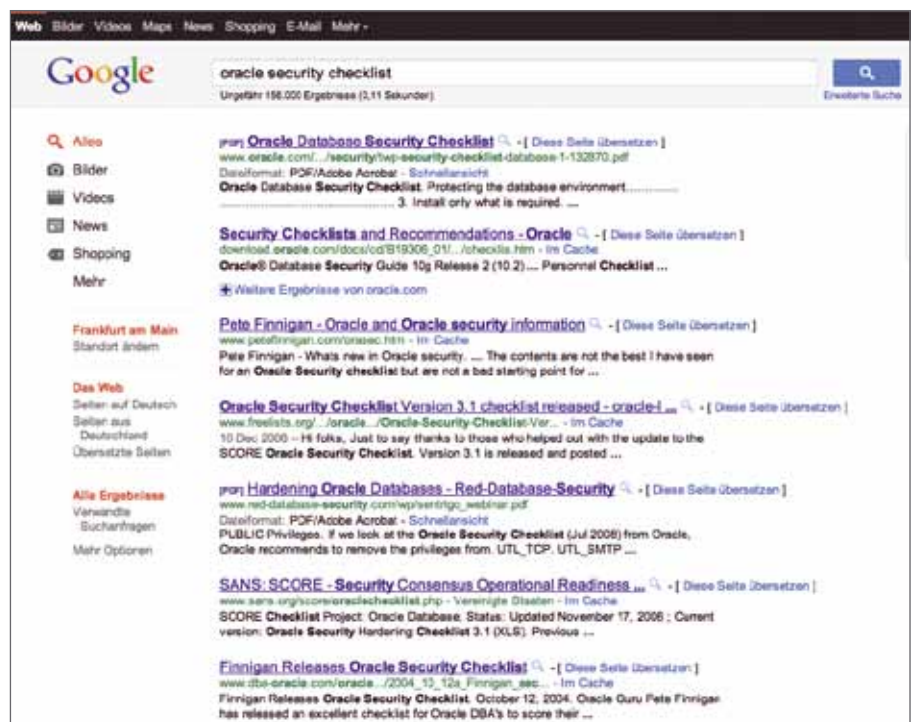 Web Bilder Videos Maps News Shopping E-Mail Mehr
Google
oracle security checklist
Ungefähr 156.000 Ergebnisse (0,11 Sekunden)
Erweiterte Suche
Alles
Bilder
Videos
News
Shopping
Mehr
Frankfurt am Main
Standort ändern
Das Web
Seiten auf Deutsch
Seiten aus
Deutschland
Übersetzte Seiten
Alle Ergebnisse
Verwandte
Suchanfragen
Mehr Optionen
[PDF] Oracle Database Security Checklist - [ Diese Seite übersetzen ]
www.oracle.com/.../security/twp-security-checklist-database-1-132870.pdf
Dateiformat: PDF/Adobe Acrobat - Schnellansicht
Oracle Database Security Checklist. Protecting the database environment...............
........................................... 3. Install only what is required. ...
Security Checklists and Recommendations - Oracle - [ Diese Seite übersetzen ]
download.oracle.com/docs/cd/B19306_01/.../checklis.htm - Im Cache
Oracle® Database Security Guide 10g Release 2 (10.2) ... Personnel Checklist ...
Weitere Ergebnisse von oracle.com
Pete Finnigan - Oracle and Oracle security information - [ Diese Seite übersetzen ]
www.petefinnigan.com/orasec.htm - Im Cache
Pete Finnigan - Whats new in Oracle security. ... The contents are not the best I have seen
for an Oracle Security checklist but are not a bad starting point for ...
Oracle Security Checklist Version 3.1 checklist released - oracle-l ... - [ Diese Seite übersetzen ]
www.freelists.org/.../oracle.../Oracle-Security-Checklist-Ver... - Im Cache
10 Dec 2006 – Hi folks, Just to say thanks to those who helped out with the update to the
SCORE Oracle Security Checklist. Version 3.1 is released and posted ...
[PDF] Hardening Oracle Databases - Red-Database-Security - [ Diese Seite übersetzen ]
www.red-database-security.com/wp/sentrigo_webinar.pdf
Dateiformat: PDF/Adobe Acrobat - Schnellansicht
PUBLIC Privileges. If we look at the Oracle Security Checklist (Jul 2008) from Oracle,
Oracle recommends to remove the privileges from. UTL_TCP. UTL_SMTP ...
SANS: SCORE - Security Consensus Operational Readiness ... - [ Diese Seite übersetzen ]
www.sans.org/score/oraclechecklist.php - Vereinigte Staaten - Im Cache
SCORE Checklist Project: Oracle Database. Status: Updated November 17, 2006 ; Current
version: Oracle Security Hardening Checklist 3.1 (XLS). Previous ...
Finnigan Releases Oracle Security Checklist - [ Diese Seite übersetzen ]
www.dba-oracle.com/oracle.../2004_10_12a_Finnigan_sec... - Im Cache
Finnigan Releases Oracle Security Checklist. October 12, 2004. Oracle Guru Pete Finnigan
has released an excellent checklist for Oracle DBA's to score their ...